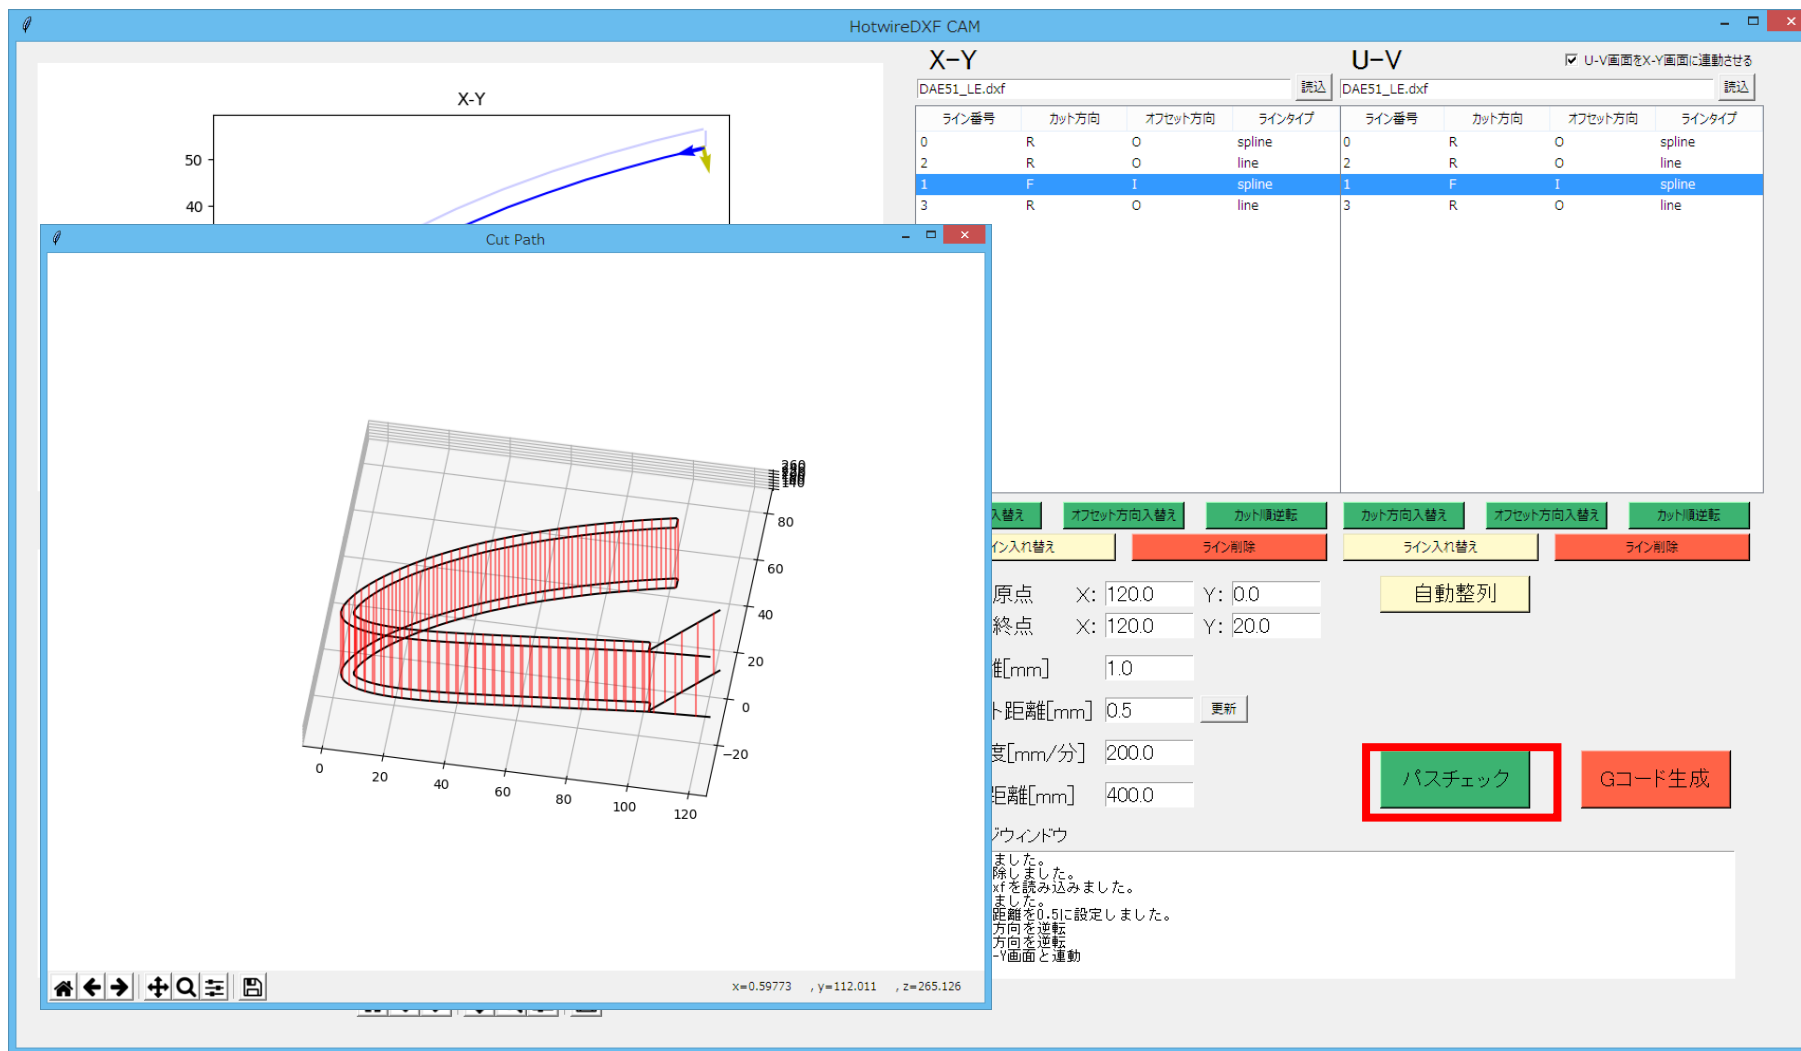 HotwireDXF CAM
X-Y
U-V
U-V画面をX-Y画面に連動させる
DAE51_LE.dxf
読込
DAE51_LE.dxf
読込
ライン番号 カット方向 オフセット方向 ラインタイプ ライン番号 カット方向 オフセット方向 ラインタイプ
0 R O spline 0 R O spline
2 R O line 2 R O line
1 F I spline 1 F I spline
3 R O line 3 R O line
X-Y
50
40
Cut Path
80
60
40
20
0
-20
0 20 40 60 80 100 120
x=0.59773 , y=112.011 , z=265.126
入替え オフセット方向入替え カット順逆転 カット方向入替え オフセット方向入替え カット順逆転
イン入れ替え ライン削除 ライン入れ替え ライン削除
原点 X: 120.0 Y: 0.0 自動整列
終点 X: 120.0 Y: 20.0
離[mm] 1.0
ト距離[mm] 0.5 更新
度[mm/分] 200.0
距離[mm] 400.0
パスチェック Gコード生成
ジウィンドウ
ました。
除しました。
xfを読み込みました。
ました。
距離を0.5に設定しました。
方向を逆転
方向を逆転
-Y画面と連動